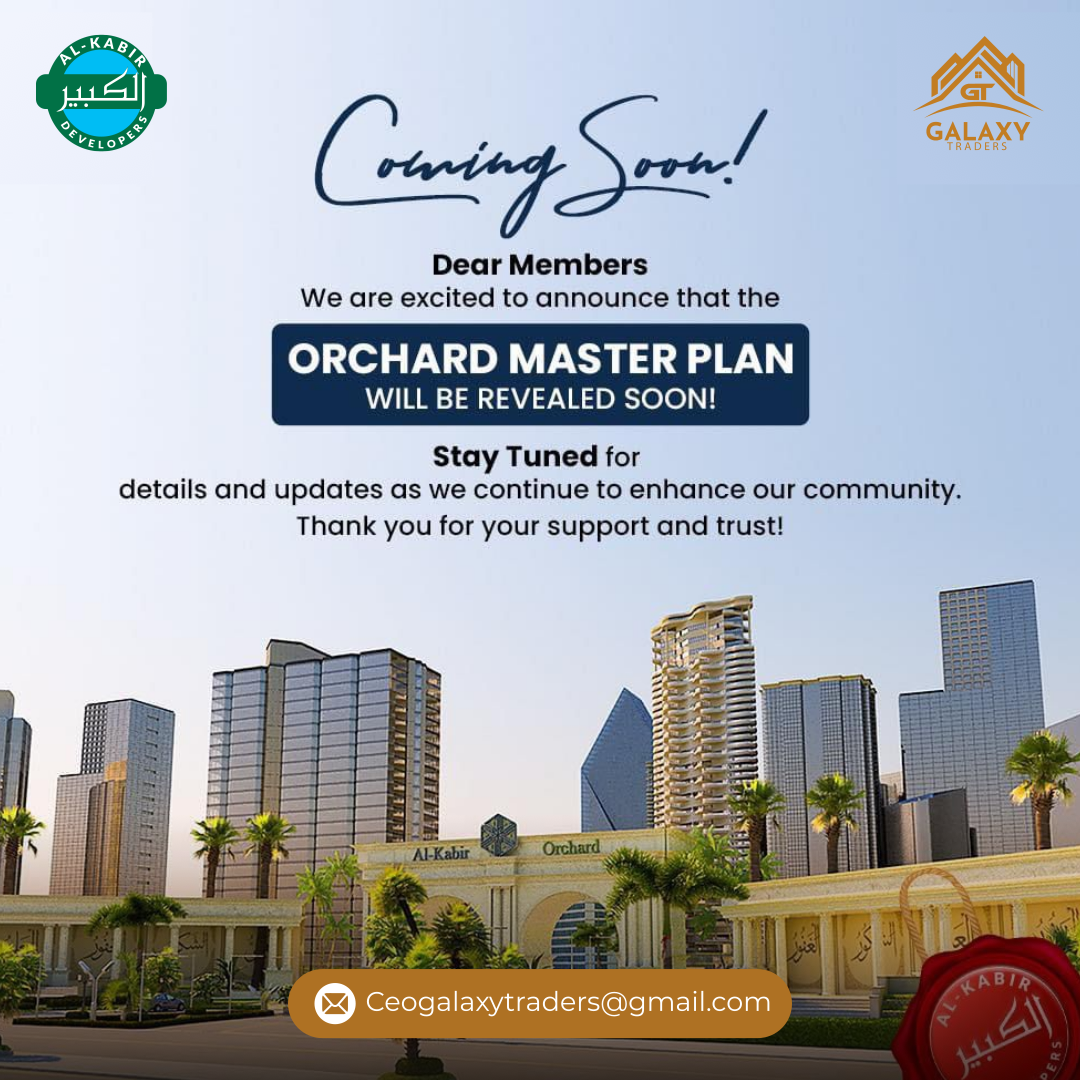 AL-KABIR
الكبير
DEVELOPERS
GT
GALAXY
TRADERS
Coming Soon!
Dear Members
We are excited to announce that the
ORCHARD MASTER PLAN
WILL BE REVEALED SOON!
Stay Tuned for
details and updates as we continue to enhance our community.
Thank you for your support and trust!
Al-Kabir Orchard
Ceogalaxytraders@gmail.com
AL-KABIR
الكبير